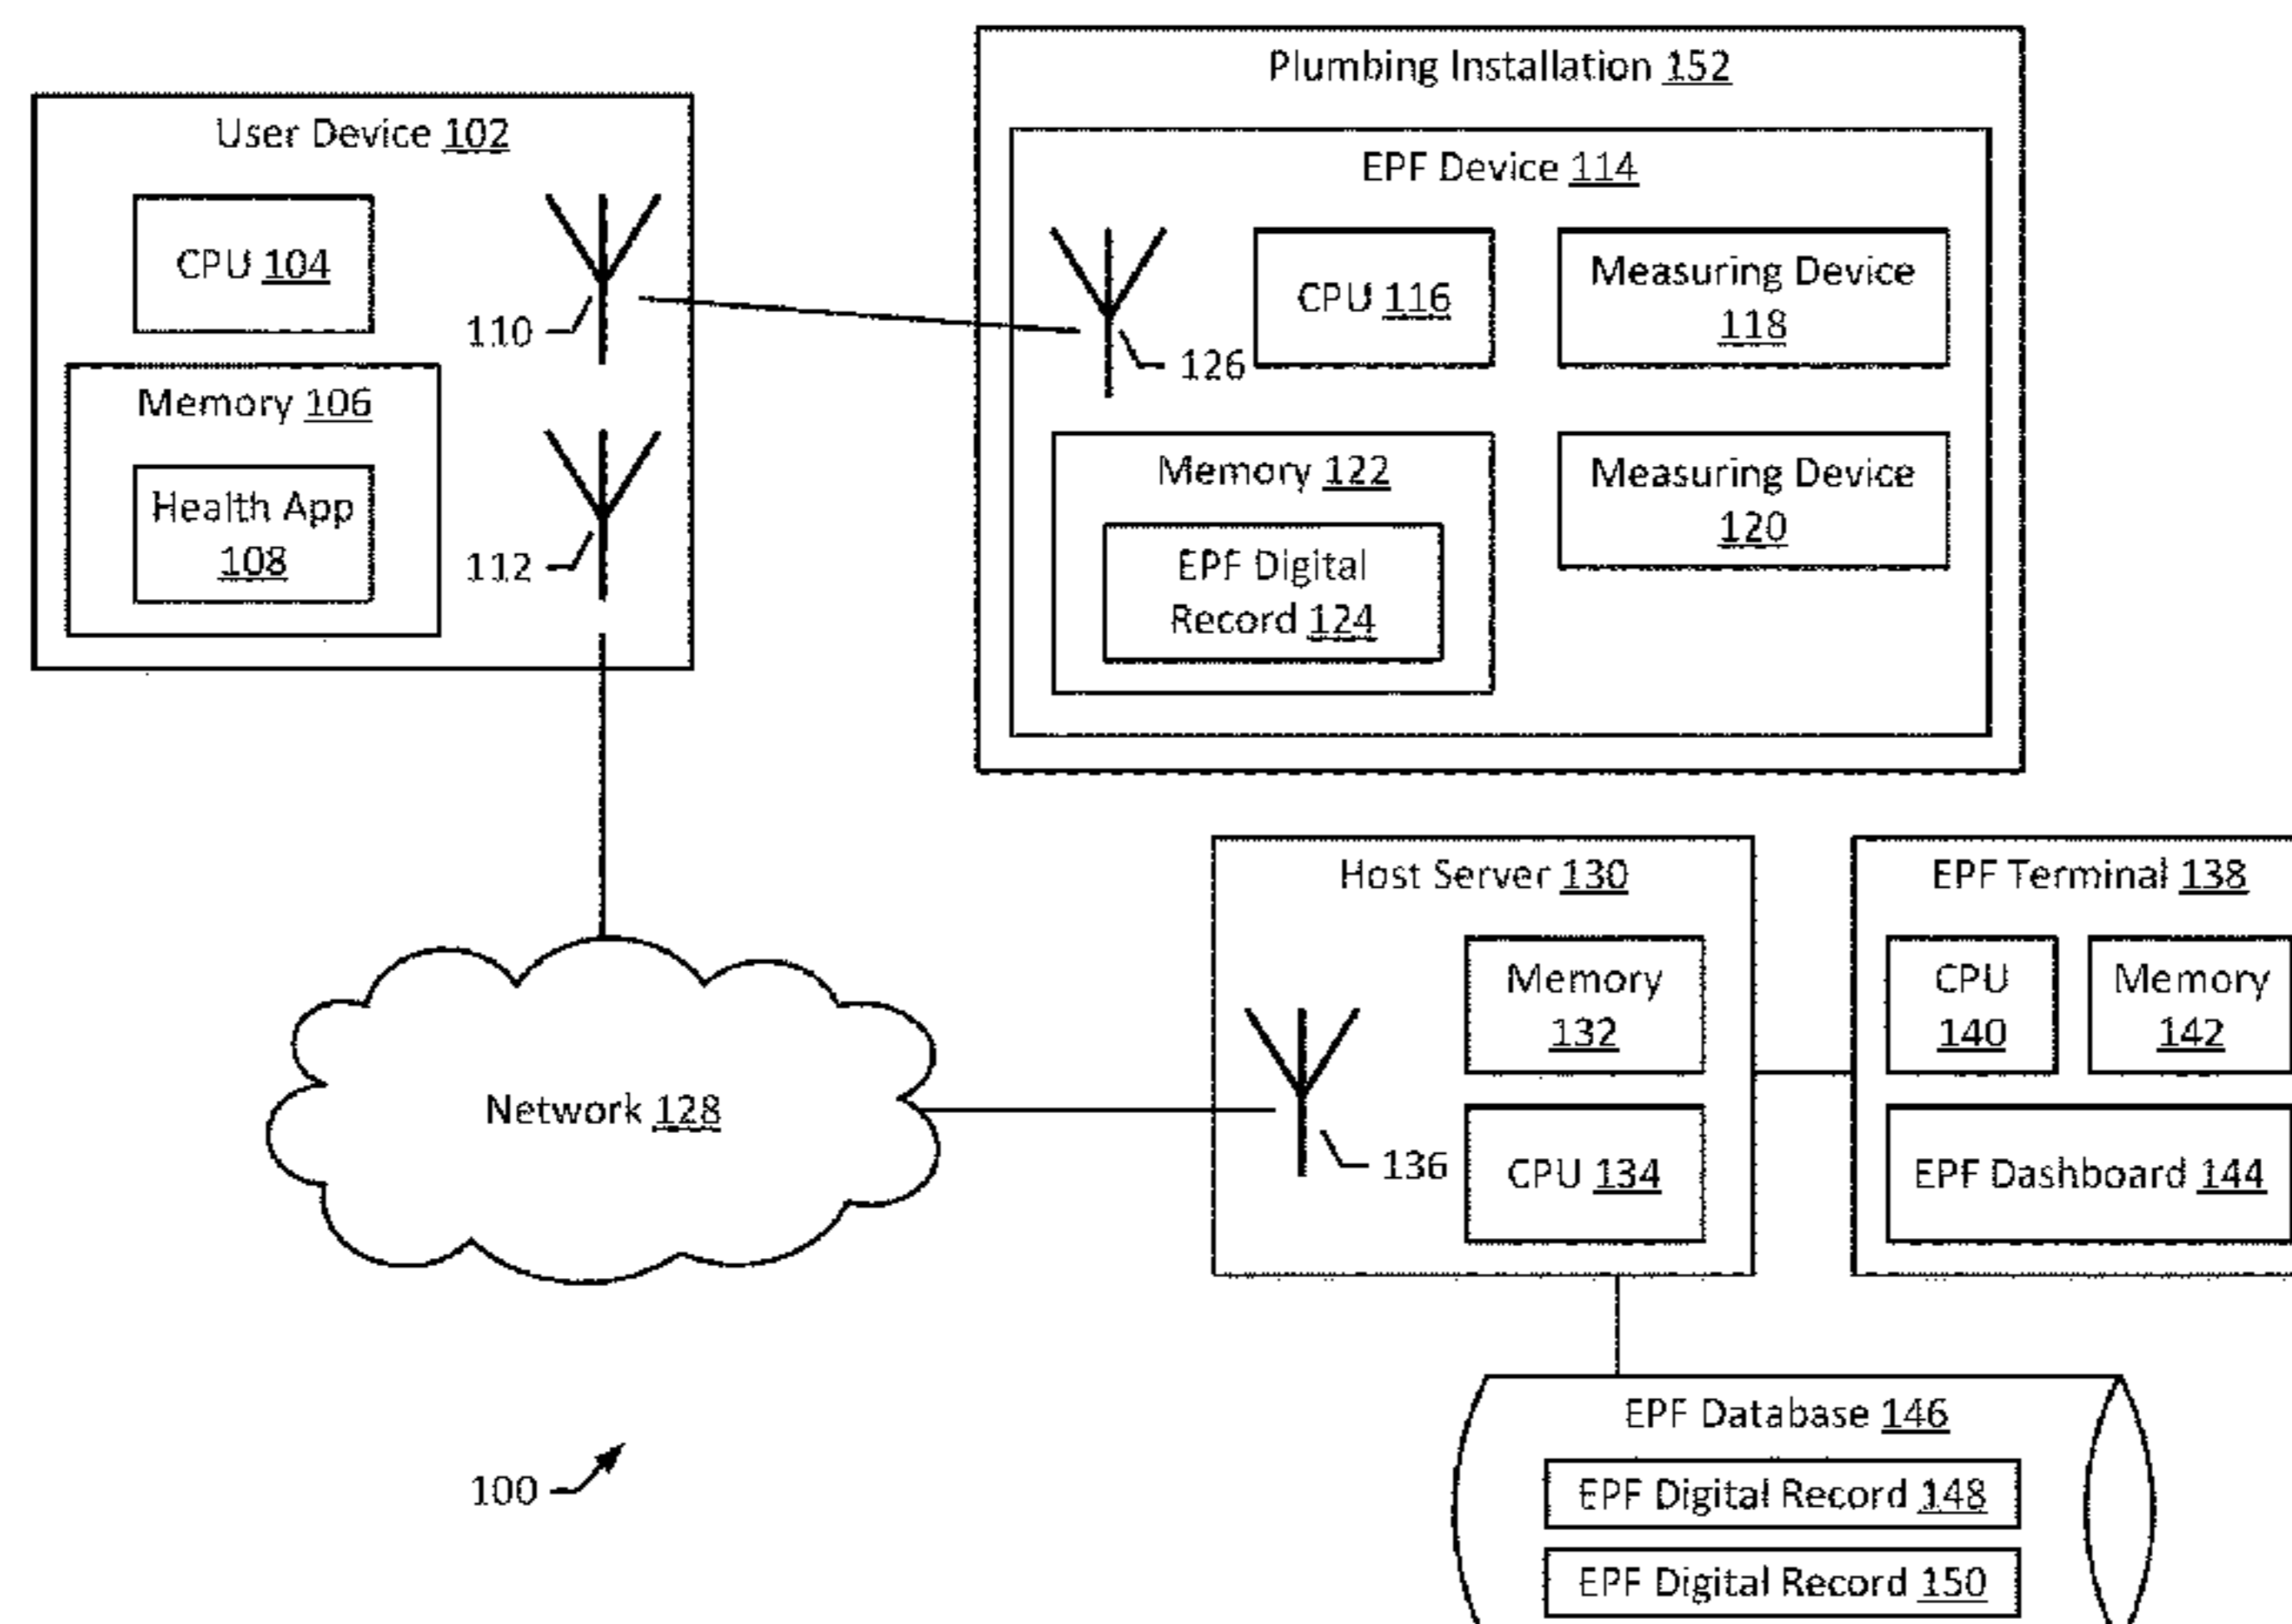 Plumbing Installation 152
User Device 102
EPF Device 114
CPU 104
110
126
CPU 116
Measuring Device
118
Memory 106
Health App
108
112
Memory 122
EPF Digital
Record 124
Measuring Device
120
Host Server 130
EPF Terminal 138
Memory
132
CPU
140
Memory
142
Network 128
136
CPU 134
EPF Dashboard 144
EPF Database 146
100
EPF Digital Record 148
EPF Digital Record 150